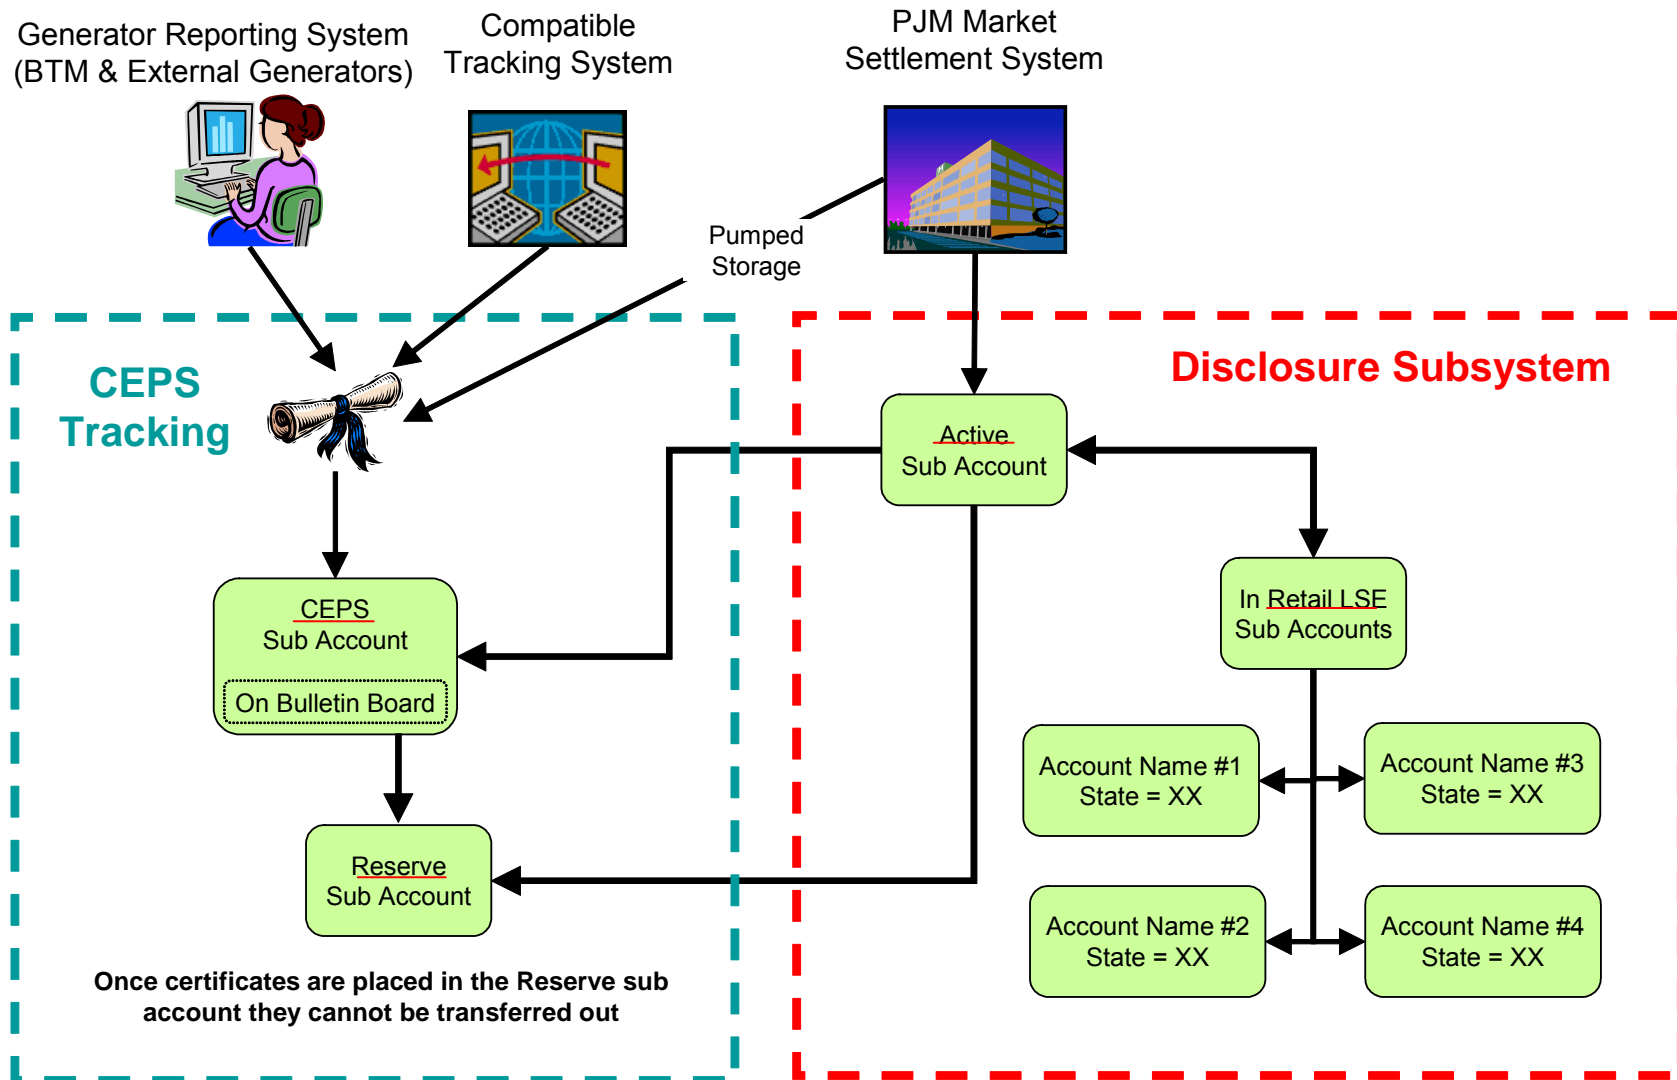 Generator Reporting System
(BTM & External Generators)
Compatible
Tracking System
PJM Market
Settlement System
Pumped
Storage
CEPS
Tracking
Disclosure Subsystem
Active
Sub Account
CEPS
Sub Account
On Bulletin Board
In Retail LSE
Sub Accounts
Account Name #1
State = XX
Account Name #3
State = XX
Reserve
Sub Account
Account Name #2
State = XX
Account Name #4
State = XX
Once certificates are placed in the Reserve sub
account they cannot be transferred out